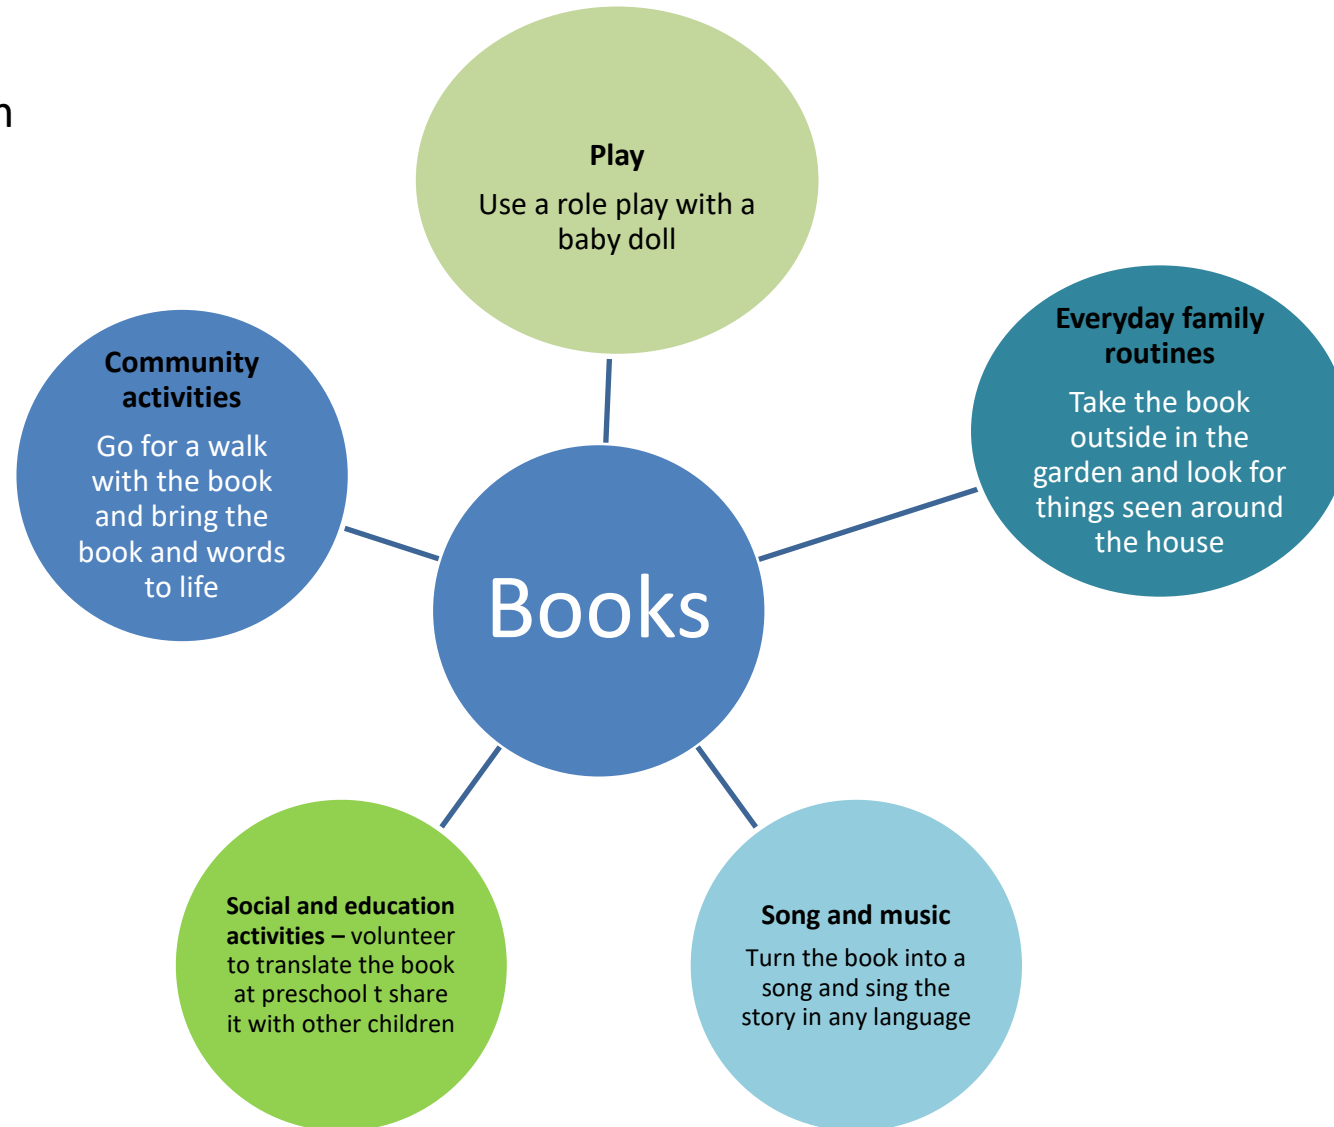 n
Play
Use a role play with a
baby doll
Everyday family
routines
Take the book
outside in the
garden and look for
things seen around
the house
Community
activities
Go for a walk
with the book
and bring the
book and words
to life
Books
Social and education
activities – volunteer
to translate the book
at preschool t share
it with other children
Song and music
Turn the book into a
song and sing the
story in any language